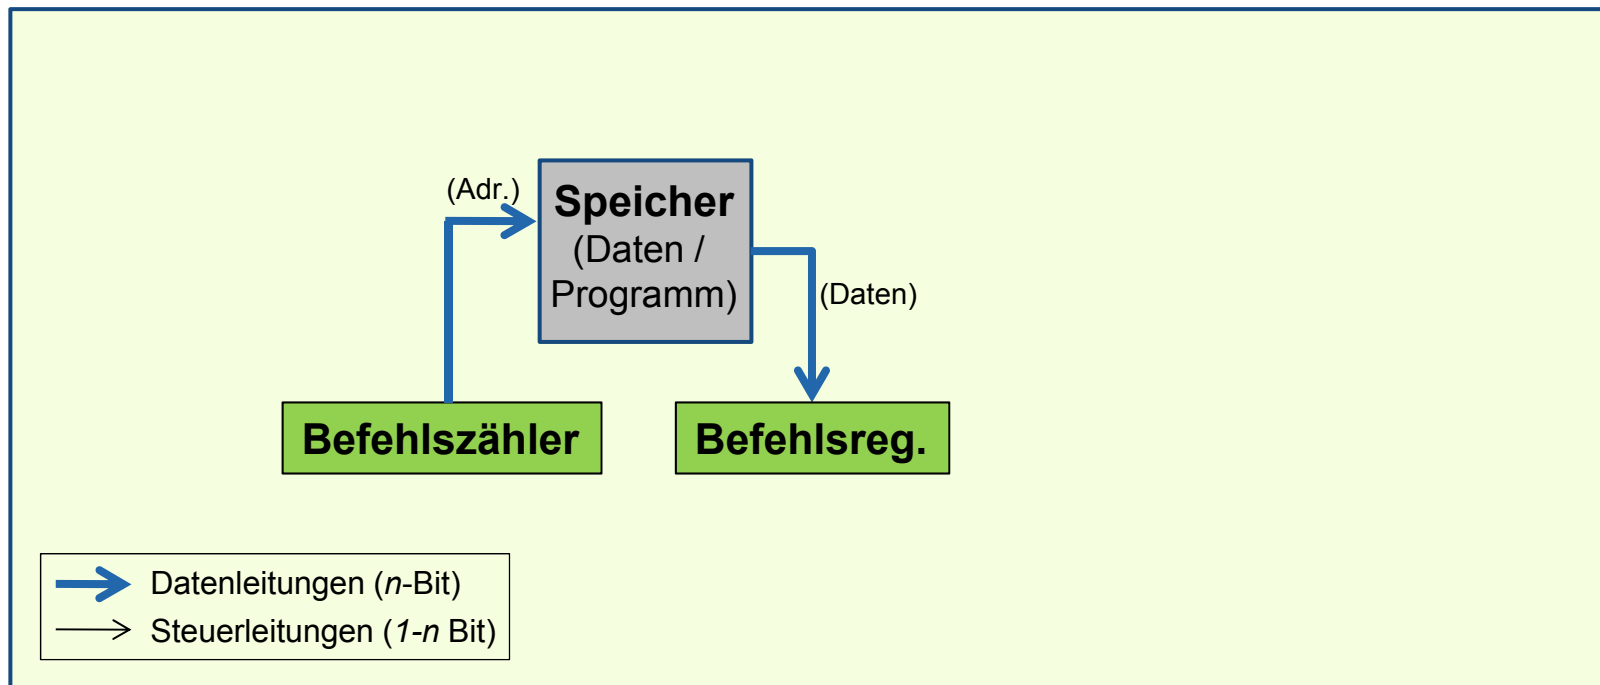 (Adr.)
Speicher
(Daten /
Programm)
(Daten)
Befehlszähler
Befehlsreg.
Datenleitungen (n-Bit)
Steuerleitungen (1-n Bit)